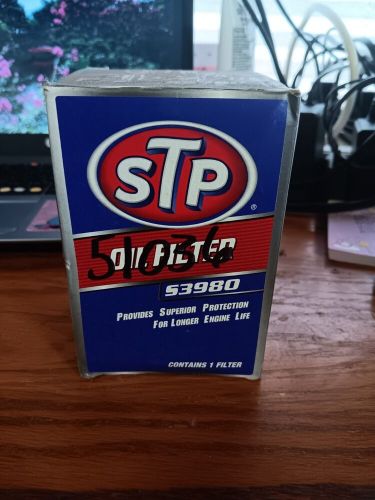 STP
®
OIL FILTER
51036
S3980
PROVIDES SUPERIOR PROTECTION
FOR LONGER ENGINE LIFE
CONTAINS 1 FILTER